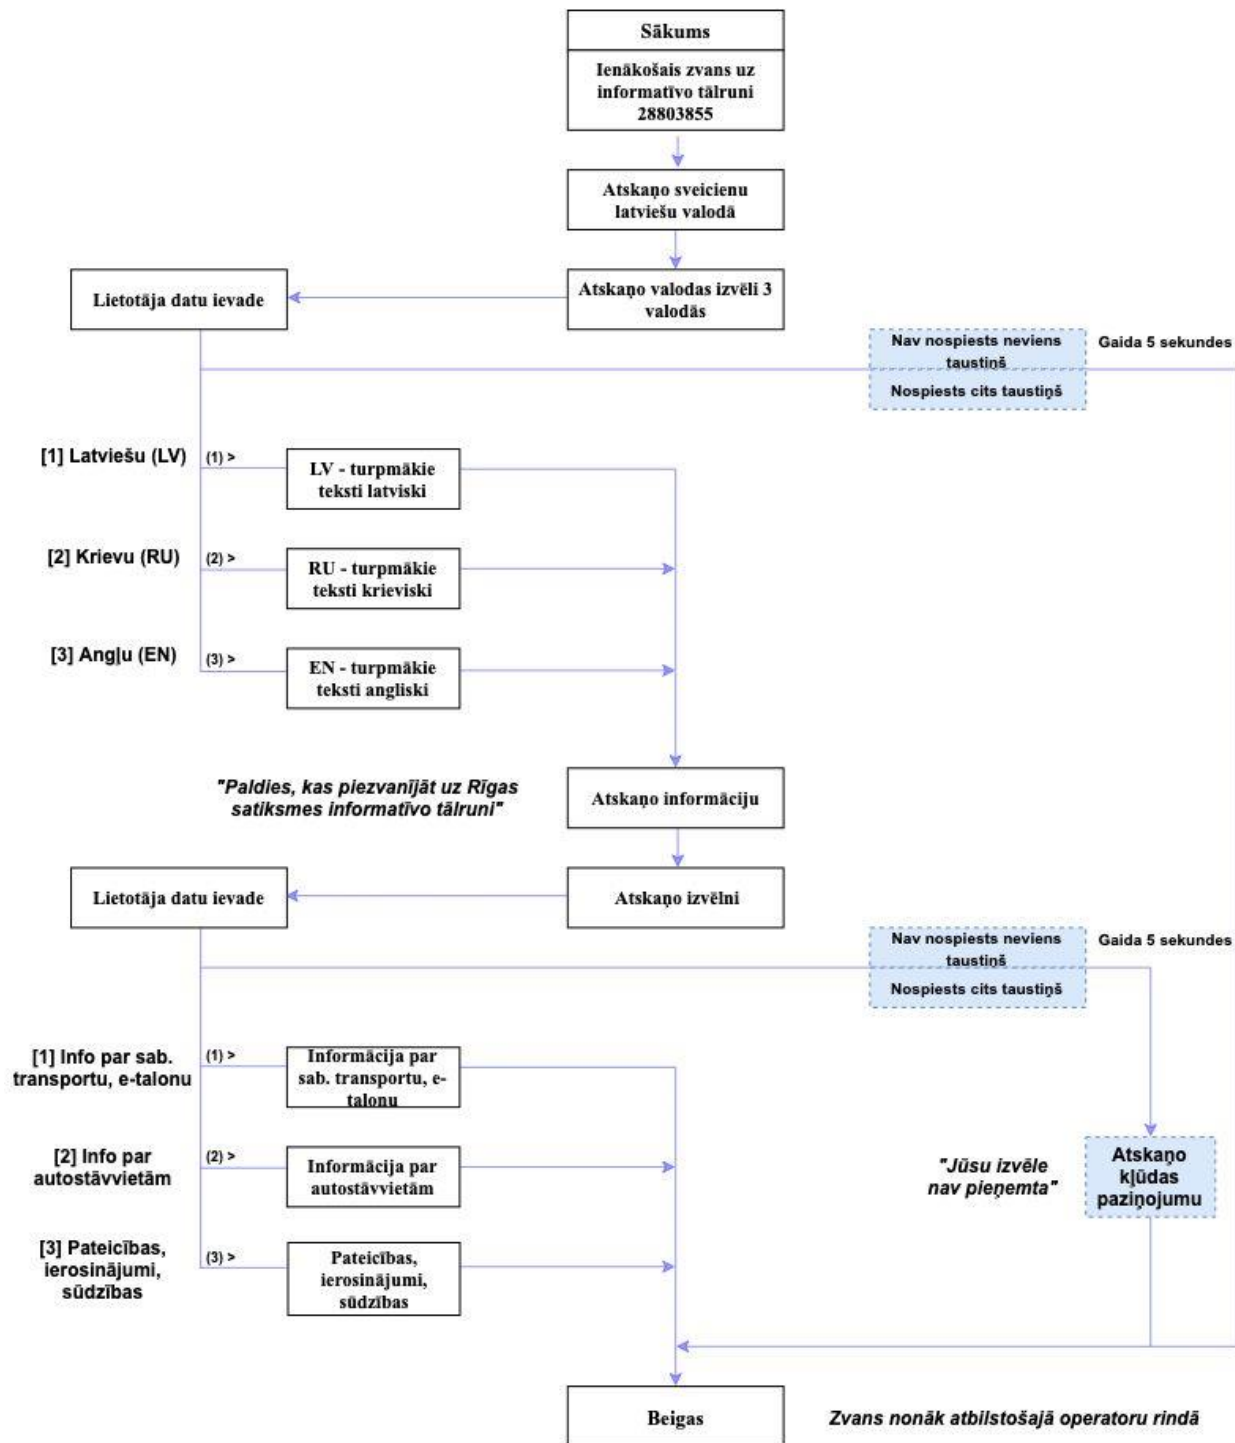 Sākums
Ienākošais zvans uz
informatīvo tālruni
28803855
Atskaņo sveicienu
latviešu valodā
Atskaņo valodas izvēli 3
valodās
Lietotāja datu ievade
Nav nospiests neviens
taustiņš
Gaida 5 sekundes
Nospiests cits taustiņš
[1] Latviešu (LV)
(1) >
LV - turpmākie
teksti latviski
[2] Krievu (RU)
(2) >
RU - turpmākie
teksti krieviski
[3] Angļu (EN)
(3) >
EN - turpmākie
teksti angliski
"Paldies, kas piezvanījāt uz Rīgas
satiksmes informatīvo tālruni"
Atskaņo informāciju
Lietotāja datu ievade
Atskaņo izvēlni
Nav nospiests neviens
taustiņš
Gaida 5 sekundes
Nospiests cits taustiņš
[1] Info par sab.
transportu, e-talonu
(1) >
Informācija par
sab. transportu, e-
talonu
[2] Info par
autostāvvietām
(2) >
Informācija par
autostāvvietām
"Jūsu izvēle
nav pieņemta"
Atskaņo
kļūdas
paziņojumu
[3] Pateicības,
ierosinājumi,
sūdzības
(3) >
Pateicības,
ierosinājumi,
sūdzības
Beigas
Zvans nonāk atbilstošajā operatoru rindā